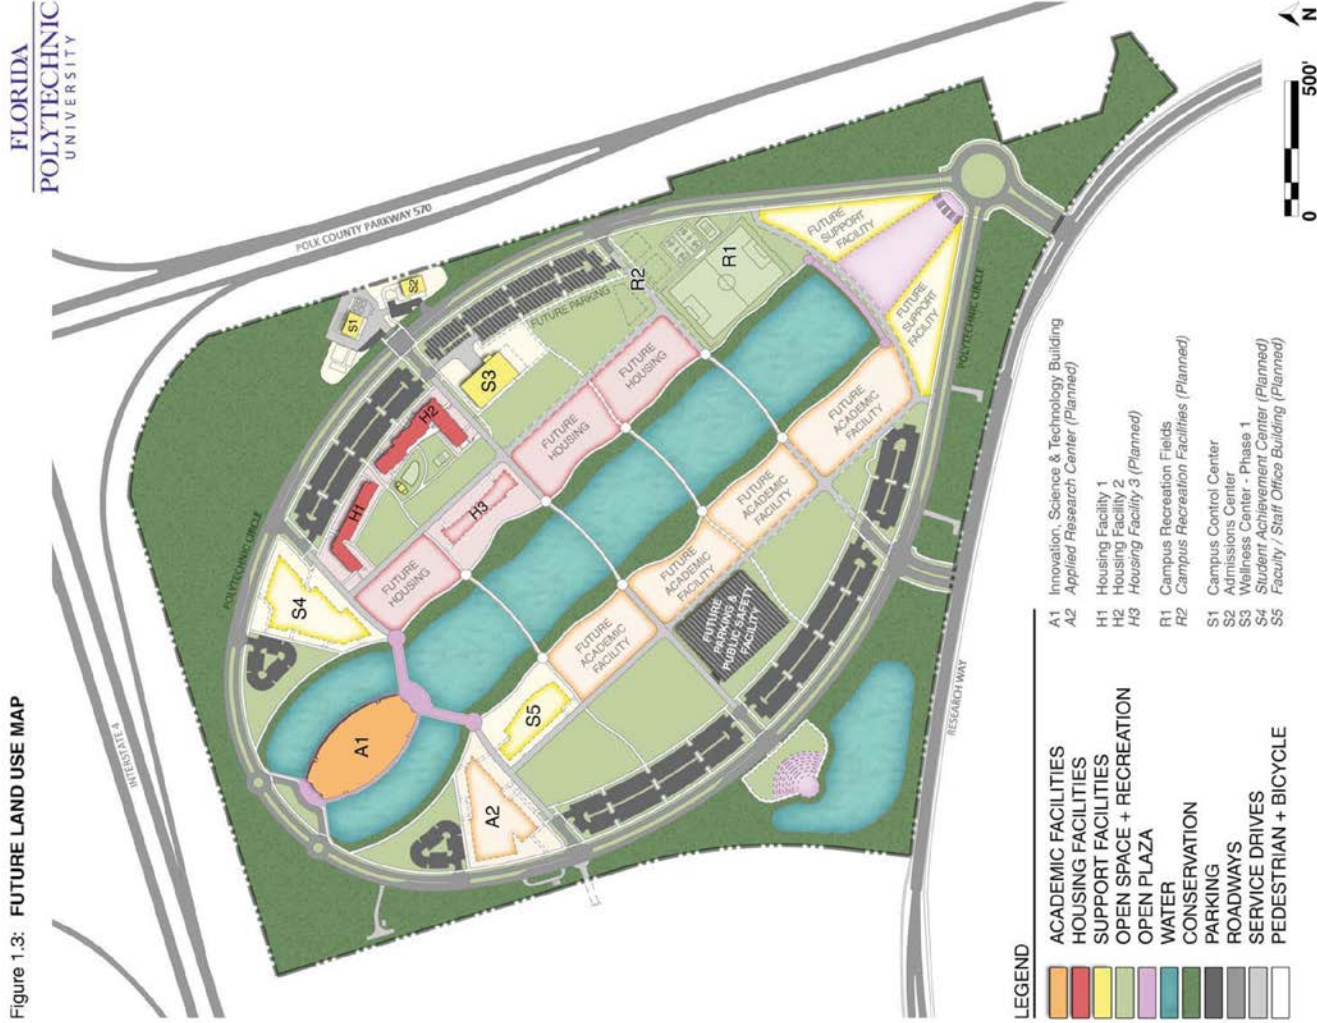 Figure 1.3: FUTURE LAND USE MAP
FLORIDA
POLYTECHNIC
UNIVERSITY
INTERSTATE 4
POLK COUNTY PARKWAY 570
POLYTECHNIC CIRCLE
S1
S2
S4
H1
H2
S3
FUTURE PARKING
R2
R1
FUTURE
SUPPORT
FACILITY
A1
FUTURE
HOUSING
H3
FUTURE
HOUSING
FUTURE
HOUSING
FUTURE
SUPPORT
FACILITY
A2
S5
FUTURE
ACADEMIC
FACILITY
FUTURE
ACADEMIC
FACILITY
FUTURE
ACADEMIC
FACILITY
FUTURE
ACADEMIC
FACILITY
FUTURE
PARKING &
PUBLIC SAFETY
FACILITY
POLYTECHNIC CIRCLE
RESEARCH WAY
LEGEND
ACADEMIC FACILITIES
HOUSING FACILITIES
SUPPORT FACILITIES
OPEN SPACE + RECREATION
OPEN PLAZA
WATER
CONSERVATION
PARKING
ROADWAYS
SERVICE DRIVES
PEDESTRIAN + BICYCLE
A1 Innovation, Science & Technology Building
A2 Applied Research Center (Planned)
H1 Housing Facility 1
H2 Housing Facility 2
H3 Housing Facility 3 (Planned)
R1 Campus Recreation Fields
R2 Campus Recreation Facilities (Planned)
S1 Campus Control Center
S2 Admissions Center
S3 Wellness Center - Phase 1
S4 Student Achievement Center (Planned)
S5 Faculty / Staff Office Building (Planned)
0 500'
N